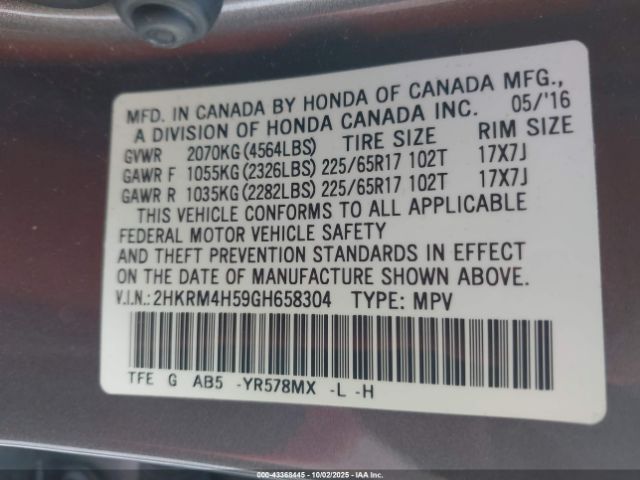 MFD. IN CANADA BY HONDA OF CANADA MFG.,
A DIVISION OF HONDA CANADA INC. 05/'16
GVWR 2070KG(4564LBS) TIRE SIZE RIM SIZE
GAWR F 1055KG(2326LBS) 225/65R17 102T 17X7J
GAWR R 1035KG(2282LBS) 225/65R17 102T 17X7J
THIS VEHICLE CONFORMS TO ALL APPLICABLE
FEDERAL MOTOR VEHICLE SAFETY
AND THEFT PREVENTION STANDARDS IN EFFECT
ON THE DATE OF MANUFACTURE SHOWN ABOVE.
V.I.N.: 2HKRM4H59GH658304 TYPE: MPV
TFE G AB5 -YR578MX -L -H
000-43368445 - 10/02/2025 - IAA Inc.